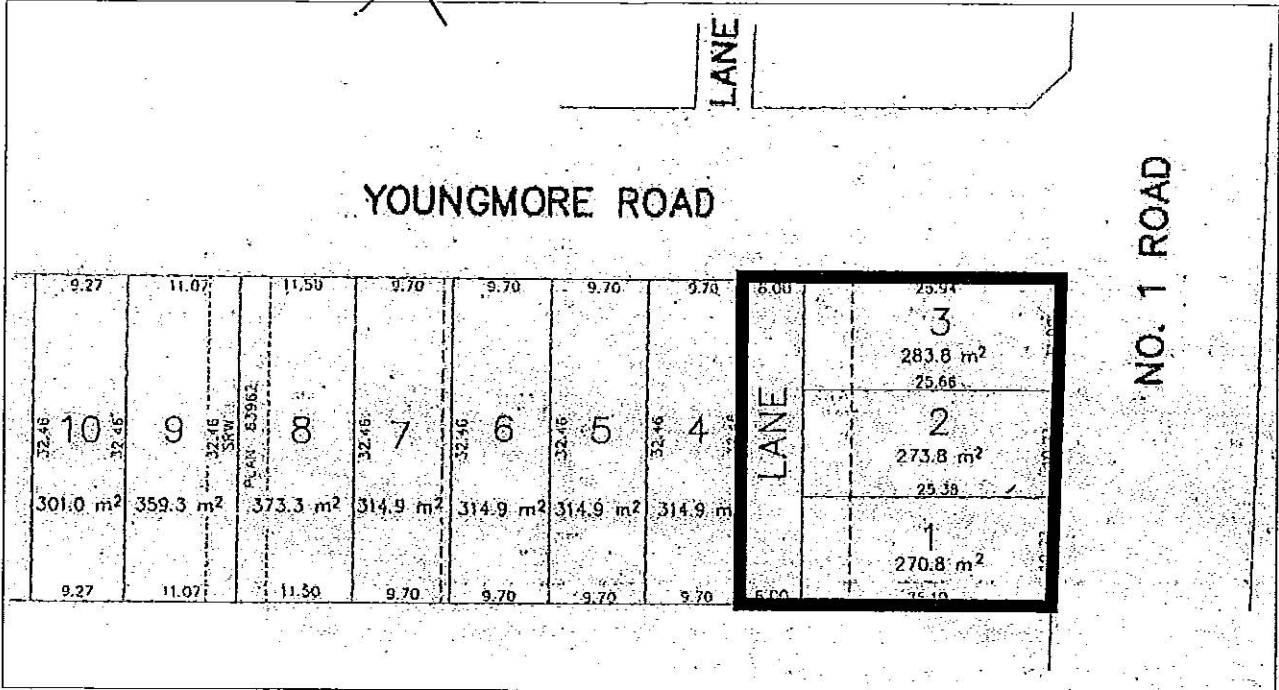 LANE
YOUNGMORE ROAD
NO. 1 ROAD
9.27 11.07 11.50 9.70 9.70 9.70 9.70 6.00 25.94
3
283.8 m²
25.66
32.46 10 32.46 9 32.46 SRW PLAN 63962 8 32.46 7 32.46 6 32.46 5 32.46 4 LANE 2
273.8 m²
25.38
301.0 m² 359.3 m² 373.3 m² 314.9 m² 314.9 m² 314.9 m² 314.9 m
1
270.8 m²
9.27 11.07 11.50 9.70 9.70 9.70 9.70 6.00